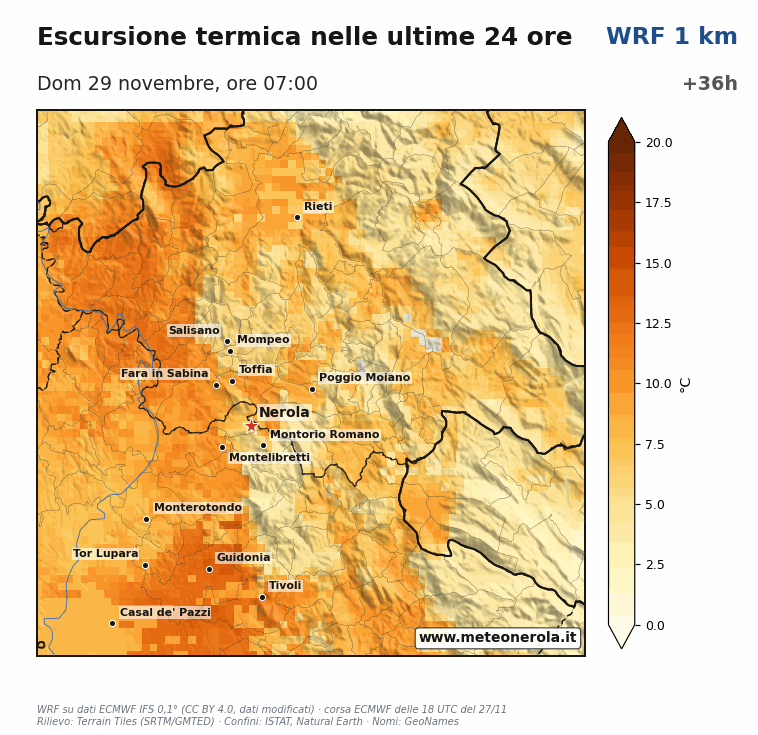 Escursione termica nelle ultime 24 ore
WRF 1 km
Dom 29 novembre, ore 07:00
+36h
Rieti
Salisano
Mompeo
Toffia
Fara in Sabina
Poggio Moiano
Nerola
Montorio Romano
Montelibretti
Monterotondo
Tor Lupara
Guidonia
Tivoli
Casal de' Pazzi
www.meteonerola.it
20.0
17.5
15.0
12.5
10.0
7.5
5.0
2.5
0.0
°C
WRF su dati ECMWF IFS 0,1° (CC BY 4.0, dati modificati) · corsa ECMWF delle 18 UTC del 27/11
Rilievo: Terrain Tiles (SRTM/GMTED) · Confini: ISTAT, Natural Earth · Nomi: GeoNames